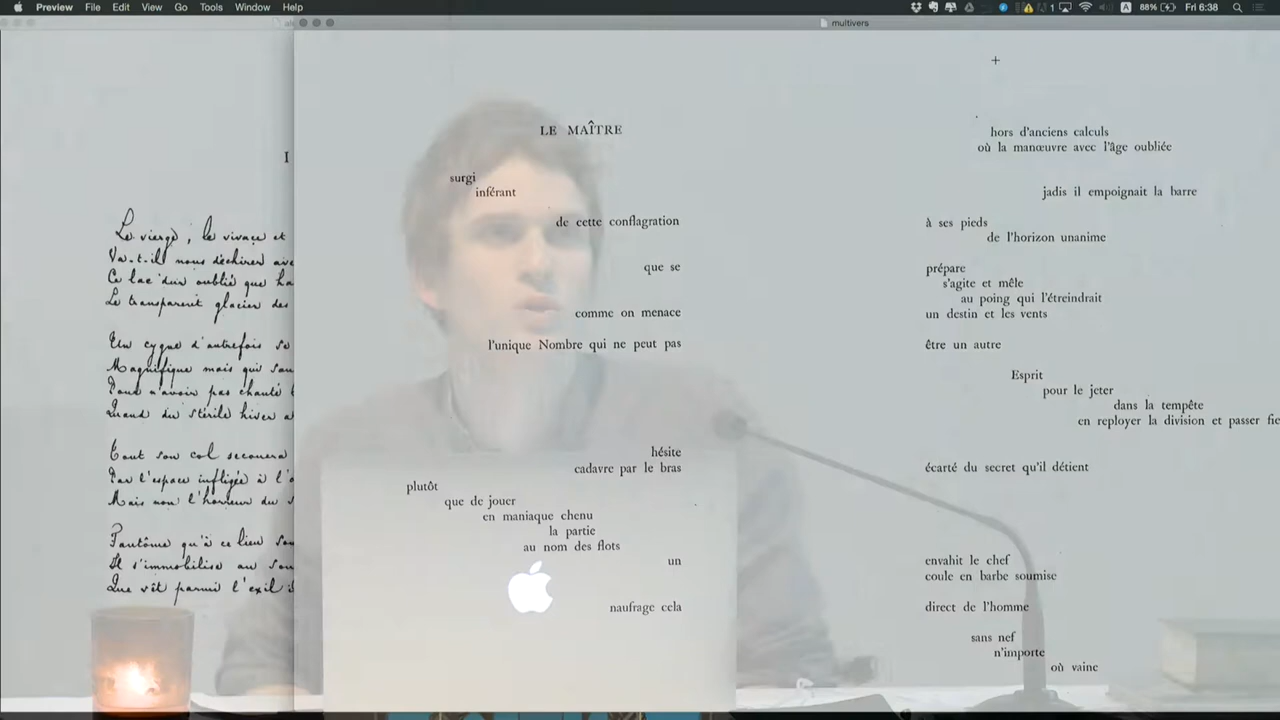 Preview File Edit View Go Tools Window Help
1 88% Fri 6:38
multivers
I
Le vierge, le vivace et
Va-t-il nous déchirer ave
Ce lac dur oublié que ha
Le transparent glacier des
Un cygne d'autrefois so
Magnifique mais qui san
Pour n'avoir pas chanté l
Quand du stérile hiver a
Tout son col secouera
Par l'espace infligée à l'o
Mais non l'horreur du s
Fantôme qu'à ce lieu son
Il s'immobilise au son
Que vêt parmi l'exil i
LE MAÎTRE
surgi
inférant
de cette conflagration
que se
comme on menace
l'unique Nombre qui ne peut pas
hésite
cadavre par le bras
plutôt
que de jouer
en maniaque chenu
la partie
au nom des flots
un
naufrage cela
hors d'anciens calculs
où la manœuvre avec l'âge oubliée
jadis il empoignait la barre
à ses pieds
de l'horizon unanime
prépare
s'agite et mêle
au poing qui l'étreindrait
un destin et les vents
être un autre
Esprit
pour le jeter
dans la tempête
en reployer la division et passer fie
écarté du secret qu'il détient
envahit le chef
coule en barbe soumise
direct de l'homme
sans nef
n'importe
où vaine